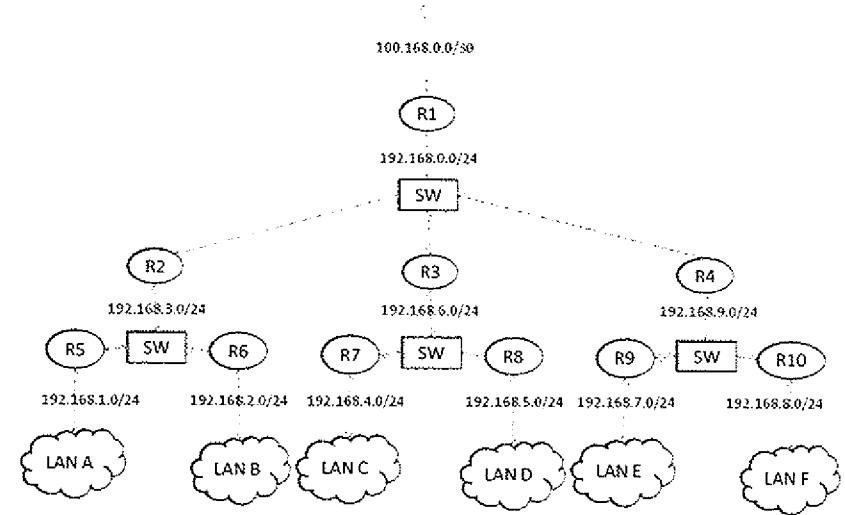 100.168.0.0/30
R1
192.168.0.0/24
SW
R2
R3
R4
192.168.3.0/24
192.168.6.0/24
192.168.9.0/24
R5
SW
R6
R7
SW
R8
R9
SW
R10
192.168.1.0/24
192.168.2.0/24
192.168.4.0/24
192.168.5.0/24
192.168.7.0/24
192.168.8.0/24
LAN A
LAN B
LAN C
LAN D
LAN E
LAN F